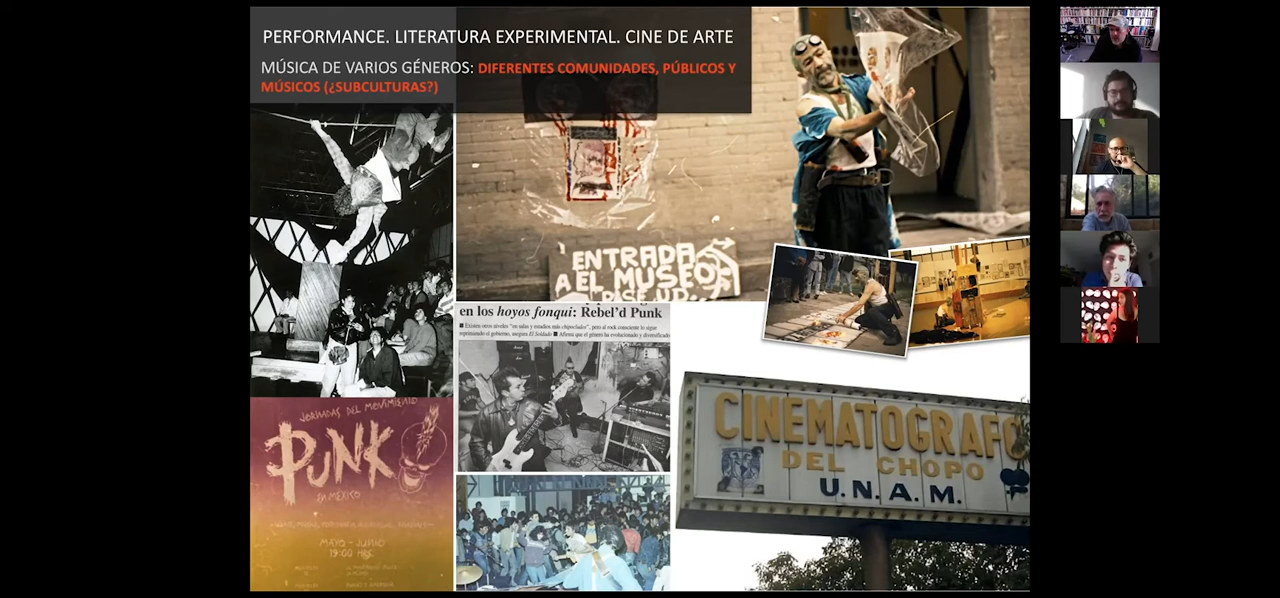 PERFORMANCE. LITERATURA EXPERIMENTAL. CINE DE ARTE
MÚSICA DE VARIOS GÉNEROS: DIFERENTES COMUNIDADES, PÚBLICOS Y
MÚSICOS (¿SUBCULTURAS?)
ENTRADA
A EL MUSEO
PASE UD.
en los hoyos fonqui: Rebel'd Punk
JORNADAS DEL MOVIMIENTO
PUNK
EN MÉXICO
MAYO - JUNIO
19:00 HRS
CINEMATOGRAFO
DEL CHOPO
U.N.A.M.